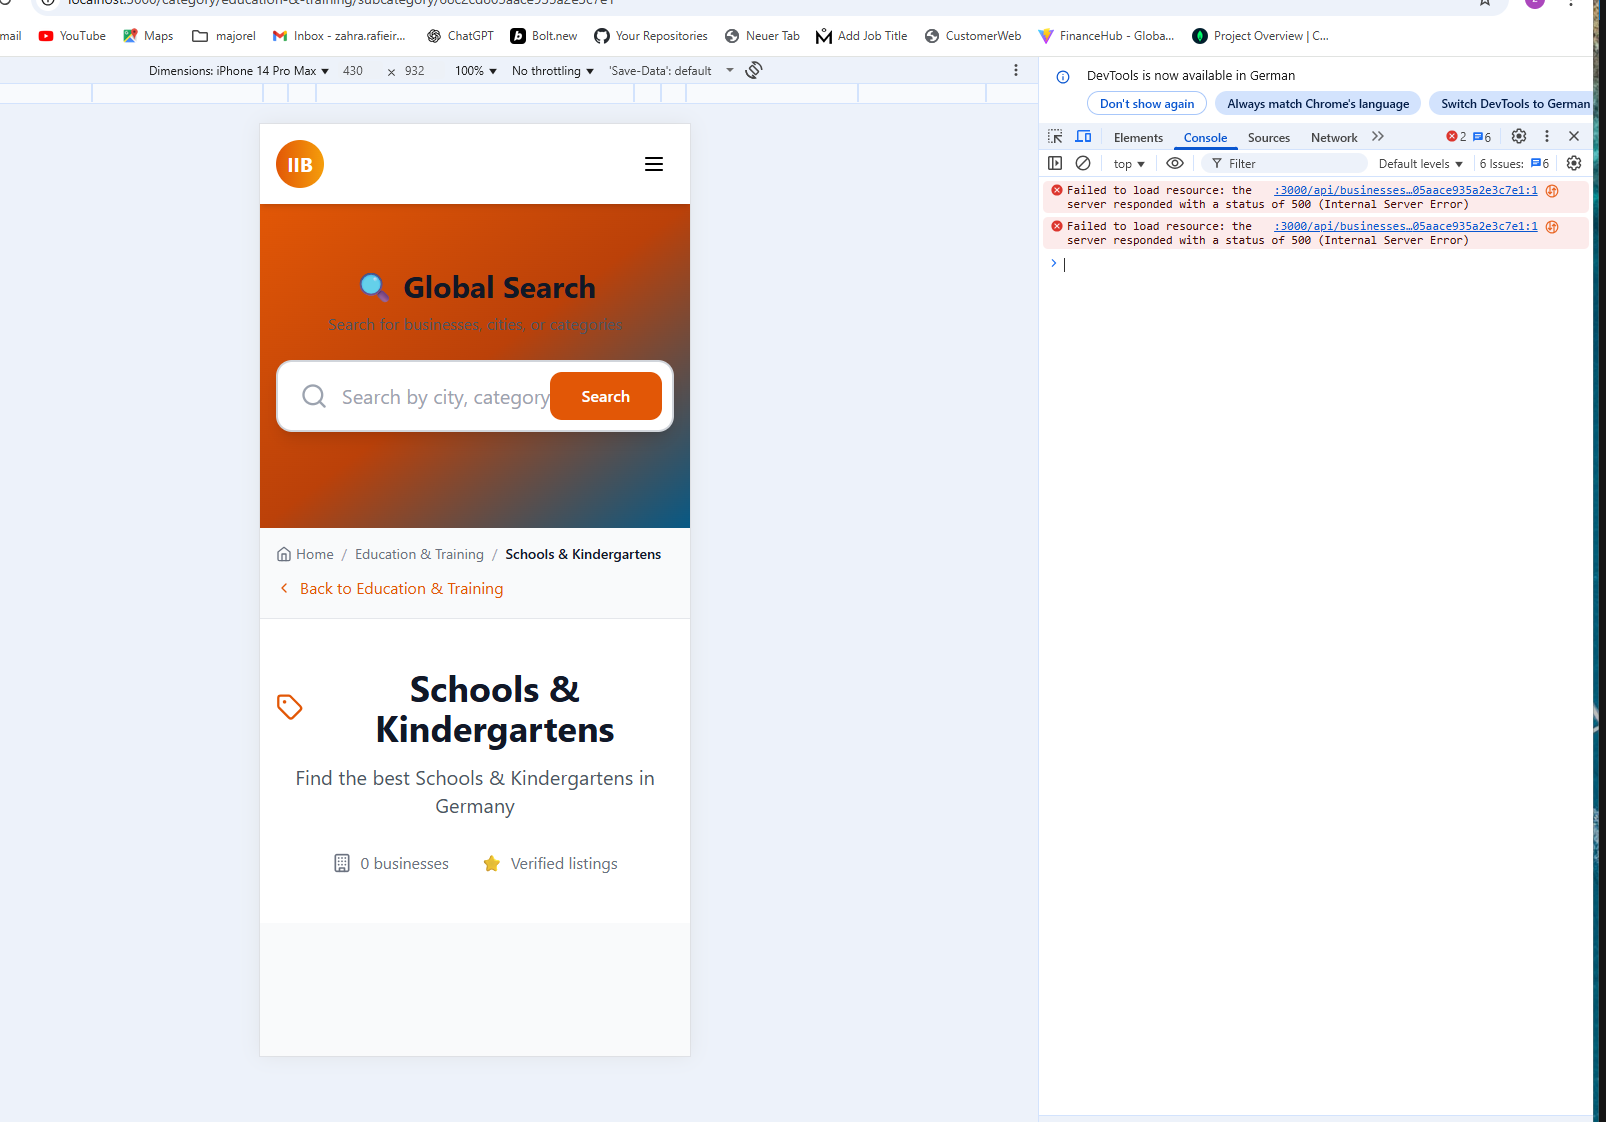 mail YouTube Maps majorel Inbox - zahra.rafieir... ChatGPT Bolt.new Your Repositories Neuer Tab Add Job Title CustomerWeb FinanceHub - Globa... Project Overview | C...
Dimensions: iPhone 14 Pro Max 430 × 932 100% No throttling 'Save-Data': default
DevTools is now available in German
Don't show again Always match Chrome's language Switch DevTools to German
Elements Console Sources Network 2 6
top Filter Default levels 6 Issues: 6
Failed to load resource: the :3000/api/businesses…05aace935a2e3c7e1:1
server responded with a status of 500 (Internal Server Error)
Failed to load resource: the :3000/api/businesses…05aace935a2e3c7e1:1
server responded with a status of 500 (Internal Server Error)
IIB
Global Search
Search for businesses, cities, or categories
Search by city, category
Search
Home / Education & Training / Schools & Kindergartens
Back to Education & Training
Schools &
Kindergartens
Find the best Schools & Kindergartens in
Germany
0 businesses Verified listings